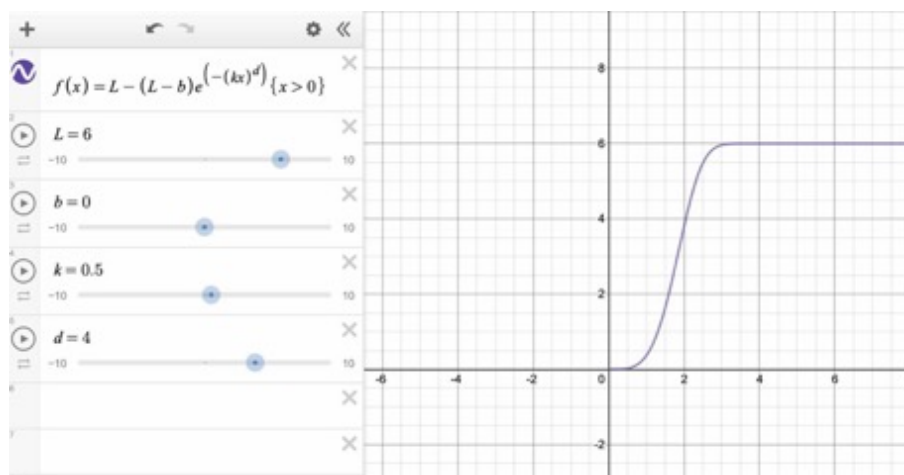 f(x) = L − (L − b)e^(−(kx)^d) {x > 0}
L = 6
−10 10
b = 0
−10 10
k = 0.5
−10 10
d = 4
−10 10
8
6
4
2
-6 -4 -2 0 2 4 6
-2